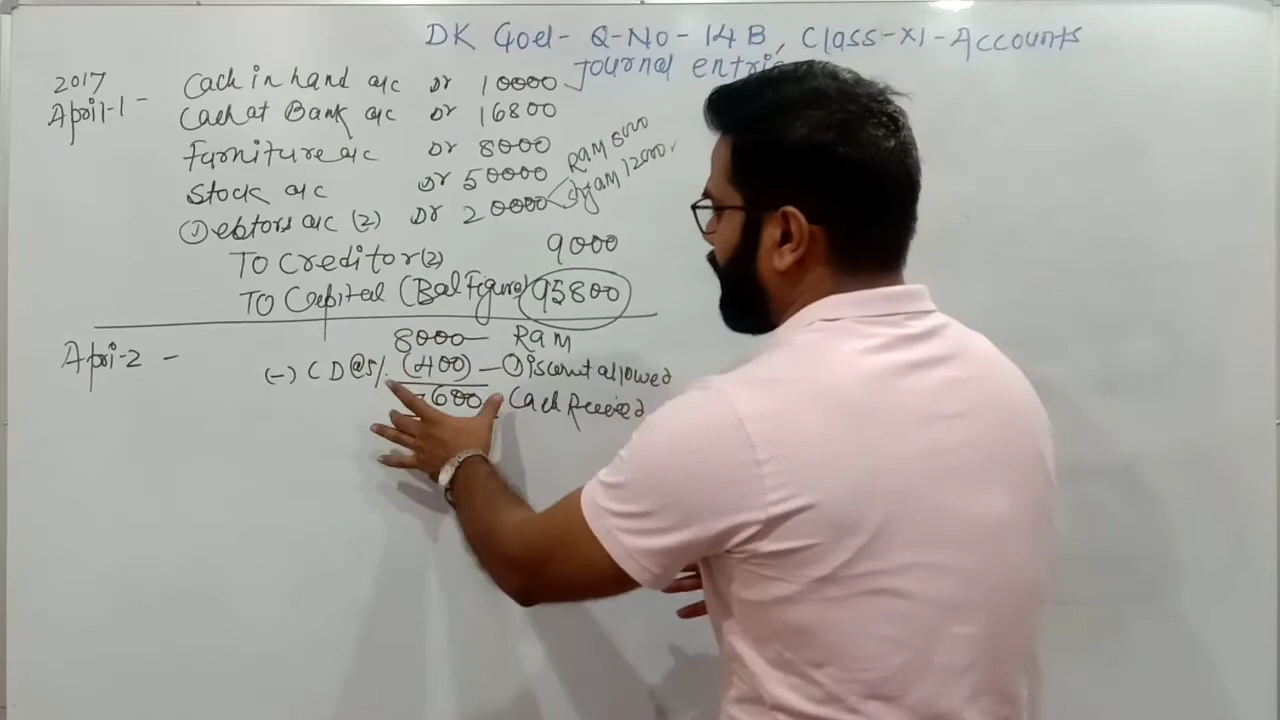 DK Goel- Q-No-14B, Class-XI-Accounts
Journal entrie
2017 Cash in hand a/c Dr 10000
April-1 - Cash at Bank a/c Dr 16800
Furniture a/c Dr 8000
Stock a/c Dr 50000
Debtors a/c (2) Dr 20000 Ram 8000
Shyam 12000
To Creditor(2) 9000
To Capital (Bal Figure) 95800
Apri-2 - 8000 - Ram
(-) CD@5% (400) - Discount allowed
7600 - Cash Received